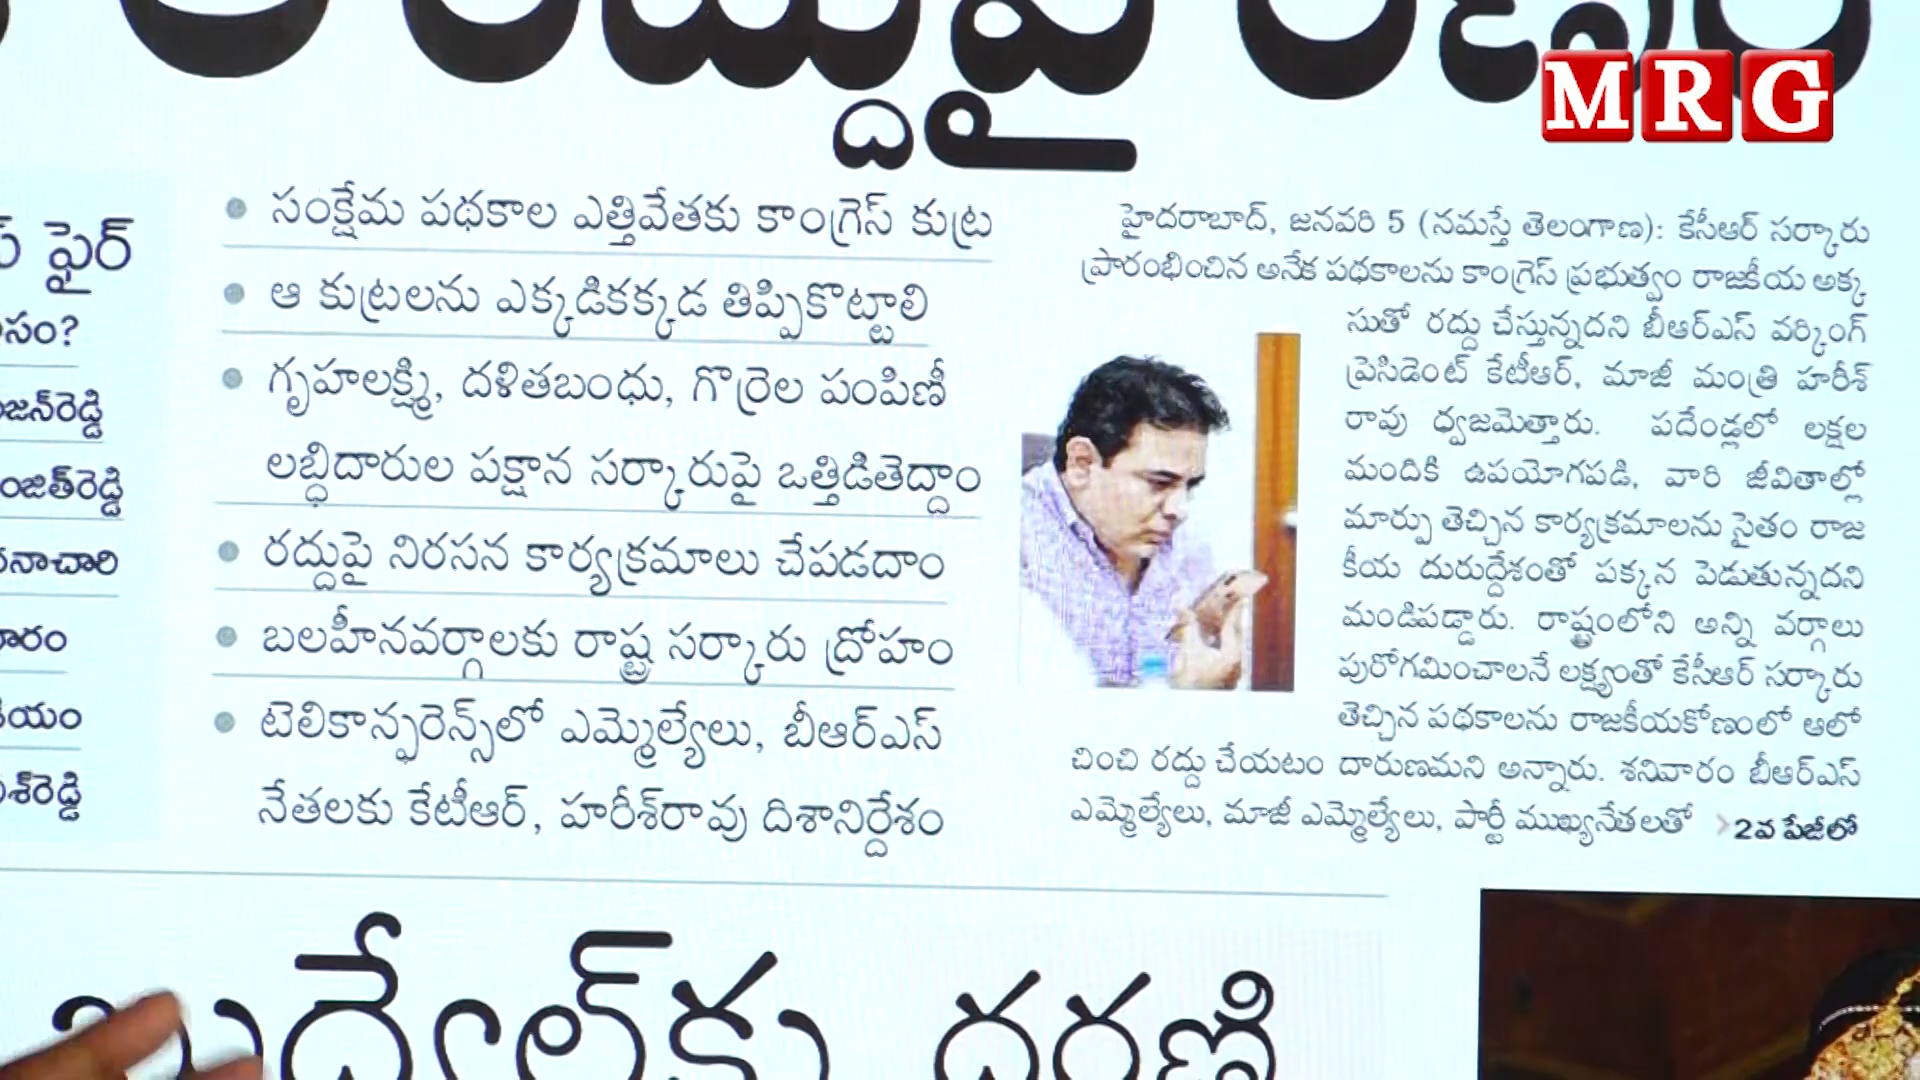 రద్దుపై
MRG
ఫైర్
సం?
రెడ్డి
సంక్షేమ పథకాల ఎత్తివేతకు కాంగ్రెస్ కుట్ర
ఆ కుట్రలను ఎక్కడికక్కడ తిప్పికొట్టాలి
గృహలక్ష్మి, దళితబంధు, గొర్రెల పంపిణీ
లబ్ధిదారుల పక్షాన సర్కారుపై ఒత్తిడితెద్దాం
రద్దుపై నిరసన కార్యక్రమాలు చేపడదాం
బలహీనవర్గాలకు రాష్ట్ర సర్కారు ద్రోహం
టెలికాన్ఫరెన్స్‌లో ఎమ్మెల్యేలు, బీఆర్ఎస్
నేతలకు కేటీఆర్, హరీశ్‌రావు దిశానిర్దేశం
హైదరాబాద్, జనవరి 5 (నమస్తే తెలంగాణ): కేసీఆర్ సర్కారు
ప్రారంభించిన అనేక పథకాలను కాంగ్రెస్ ప్రభుత్వం రాజకీయ అక్క
సుతో రద్దు చేస్తున్నదని బీఆర్ఎస్ వర్కింగ్
ప్రెసిడెంట్ కేటీఆర్, మాజీ మంత్రి హరీశ్
రావు ధ్వజమెత్తారు. పదేండ్లలో లక్షల
మందికి ఉపయోగపడి, వారి జీవితాల్లో
మార్పు తెచ్చిన కార్యక్రమాలను సైతం రాజ
కీయ దురుద్దేశంతో పక్కన పెడుతున్నదని
మండిపడ్డారు. రాష్ట్రంలోని అన్ని వర్గాలు
పురోగమించాలనే లక్ష్యంతో కేసీఆర్ సర్కారు
తెచ్చిన పథకాలను రాజకీయకోణంలో ఆలో
చించి రద్దు చేయటం దారుణమని అన్నారు. శనివారం బీఆర్ఎస్
ఎమ్మెల్యేలు, మాజీ ఎమ్మెల్యేలు, పార్టీ ముఖ్యనేతలతో >2వ పేజీలో